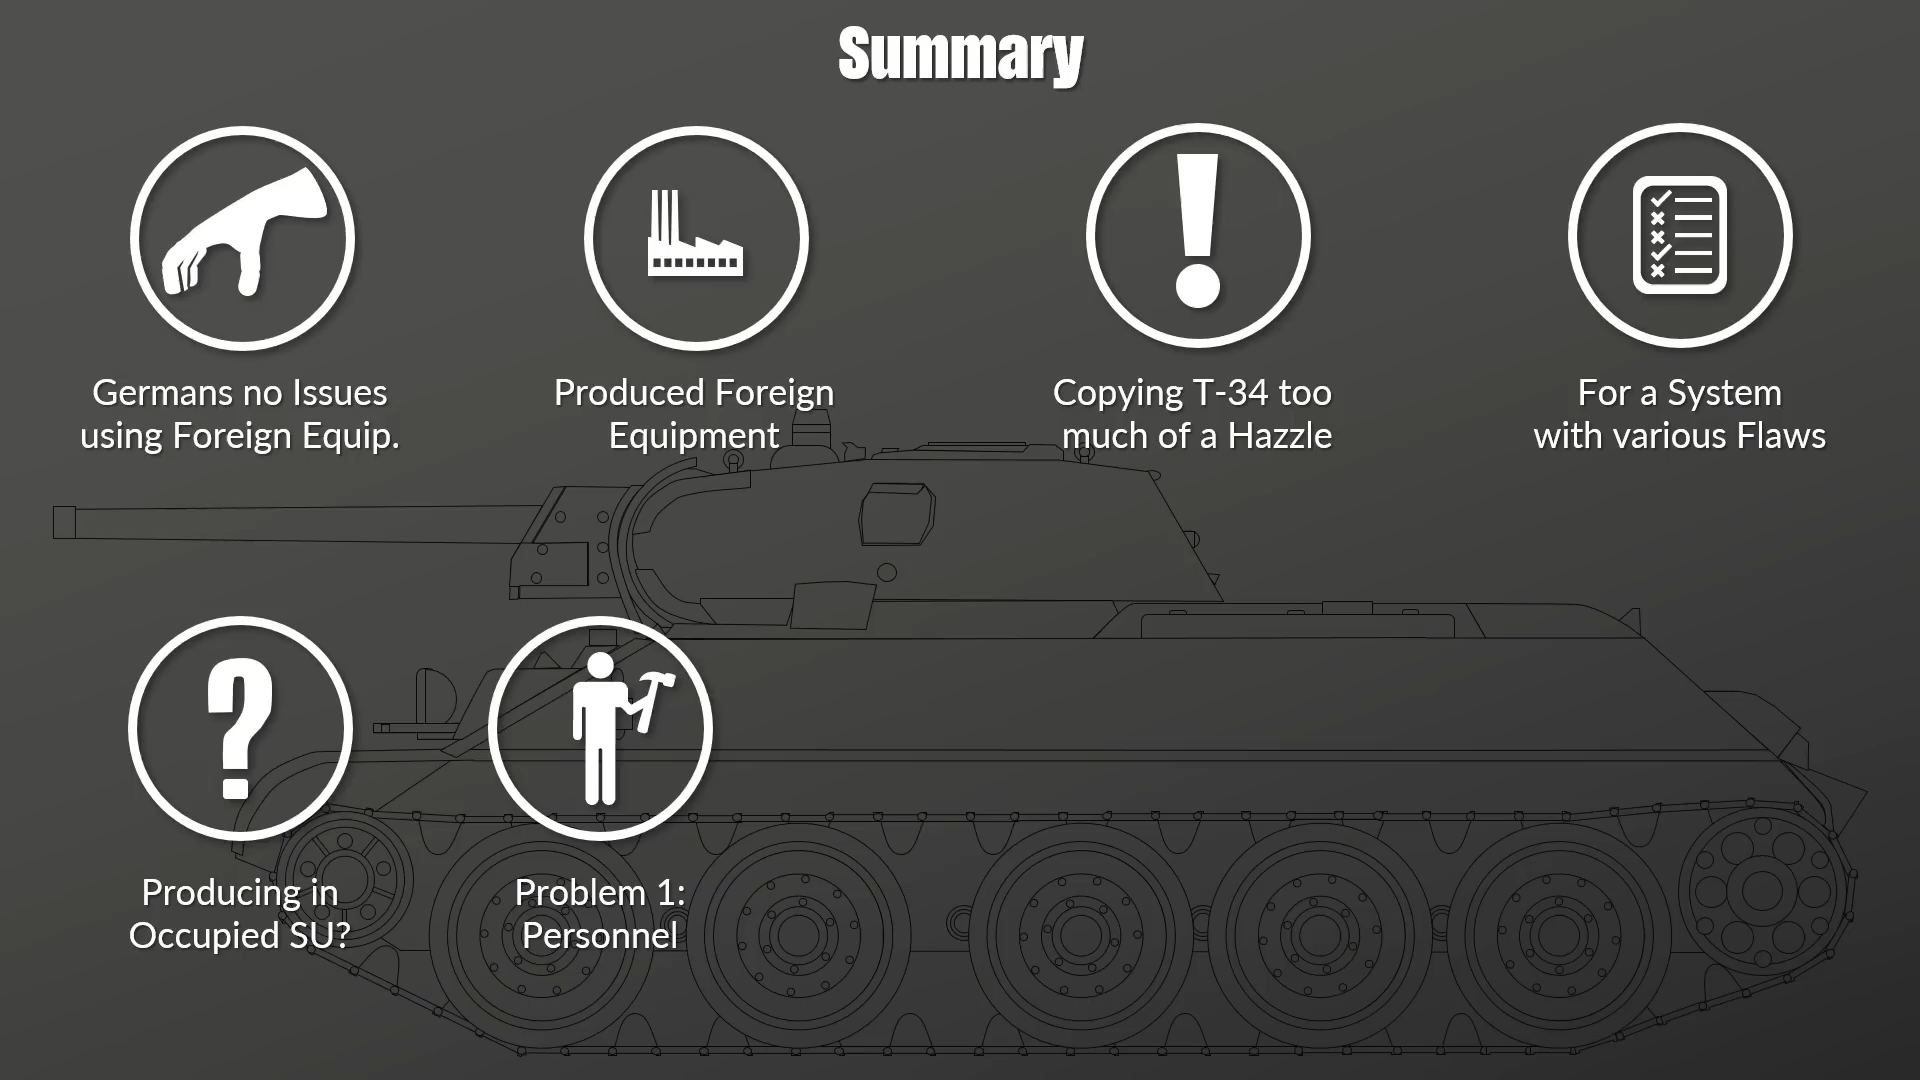 Summary
Germans no Issues
using Foreign Equip.
Produced Foreign
Equipment
Copying T-34 too
much of a Hazzle
For a System
with various Flaws
Producing in
Occupied SU?
Problem 1:
Personnel